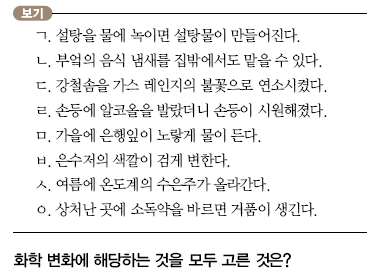 보기
ㄱ. 설탕을 물에 녹이면 설탕물이 만들어진다.
ㄴ. 부엌의 음식 냄새를 집밖에서도 맡을 수 있다.
ㄷ. 강철솜을 가스 레인지의 불꽃으로 연소시켰다.
ㄹ. 손등에 알코올을 발랐더니 손등이 시원해졌다.
ㅁ. 가을에 은행잎이 노랗게 물이 든다.
ㅂ. 은수저의 색깔이 검게 변한다.
ㅅ. 여름에 온도계의 수은주가 올라간다.
ㅇ. 상처난 곳에 소독약을 바르면 거품이 생긴다.
화학 변화에 해당하는 것을 모두 고른 것은?